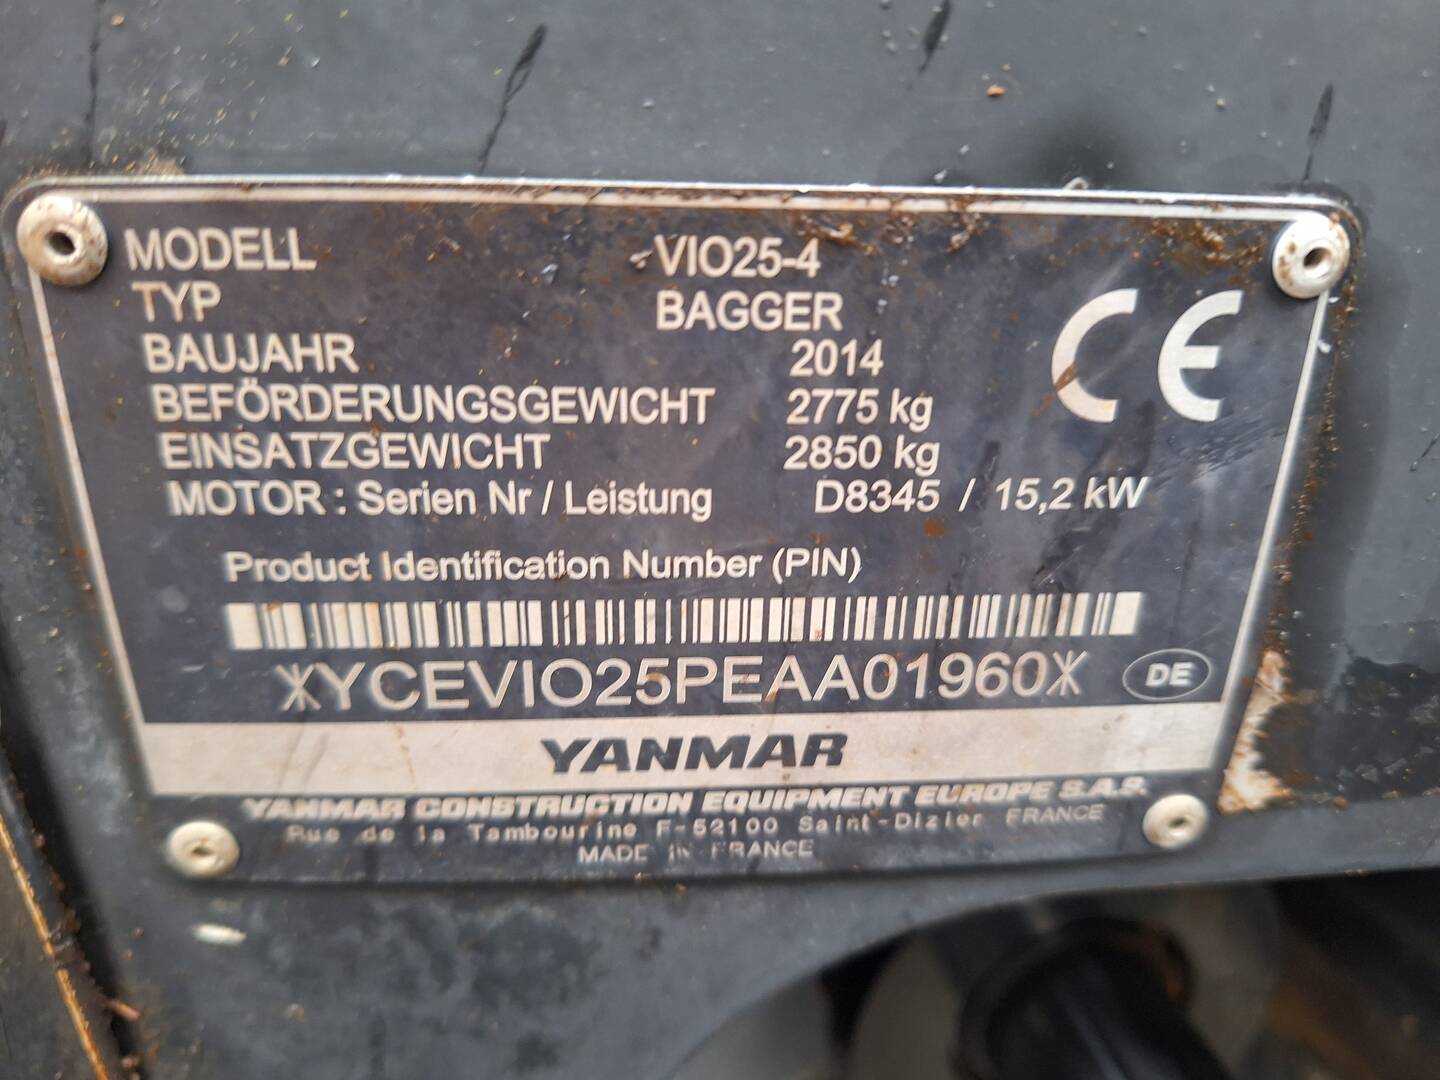 MODELL VIO25-4
TYP BAGGER
BAUJAHR 2014
BEFÖRDERUNGSGEWICHT 2775 kg
EINSATZGEWICHT 2850 kg
MOTOR : Serien Nr / Leistung D8345 / 15,2 kW
CE
Product Identification Number (PIN)
YCEVIO25PEAA01960
DE
YANMAR
YANMAR CONSTRUCTION EQUIPMENT EUROPE S.A.S.
Rue de la Tambourine F-52100 Saint-Dizier FRANCE
MADE IN FRANCE